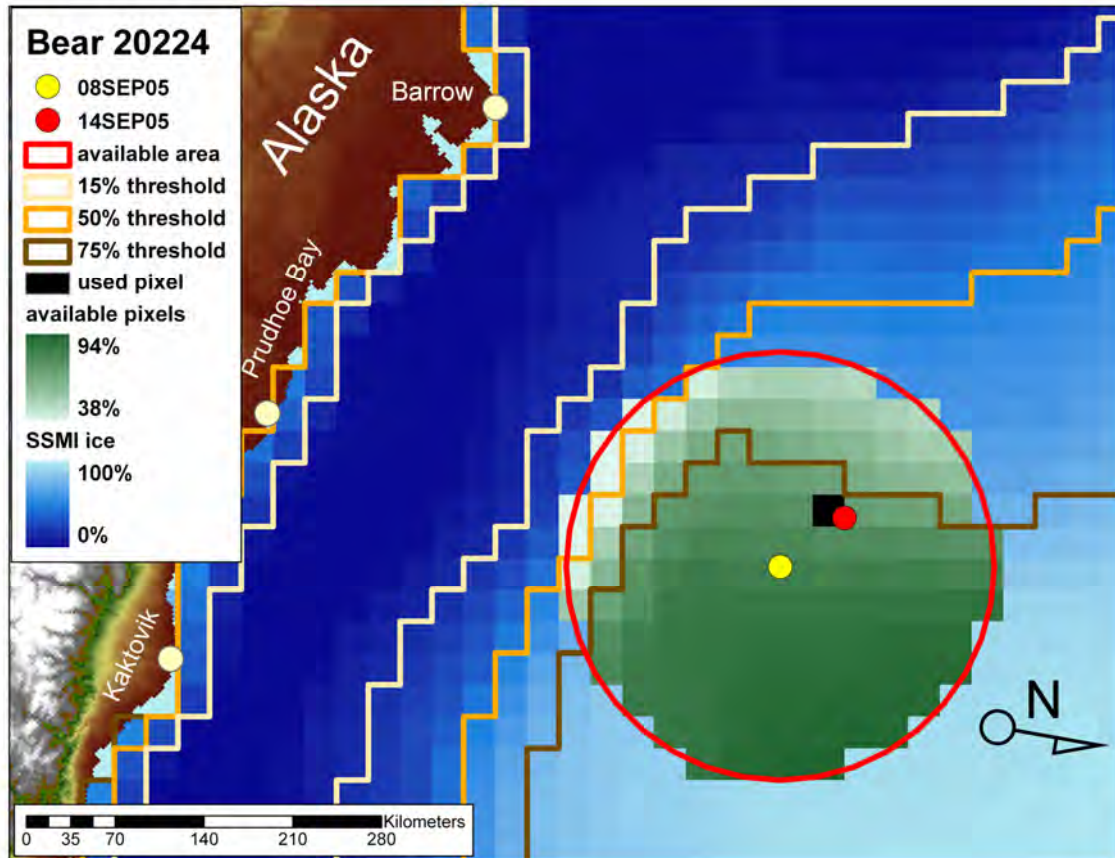 Bear 20224
08SEP05
14SEP05
available area
15% threshold
50% threshold
75% threshold
used pixel
available pixels
94%
38%
SSMI ice
100%
0%
Alaska
Barrow
Prudhoe Bay
Kaktovik
N
Kilometers
0 35 70 140 210 280